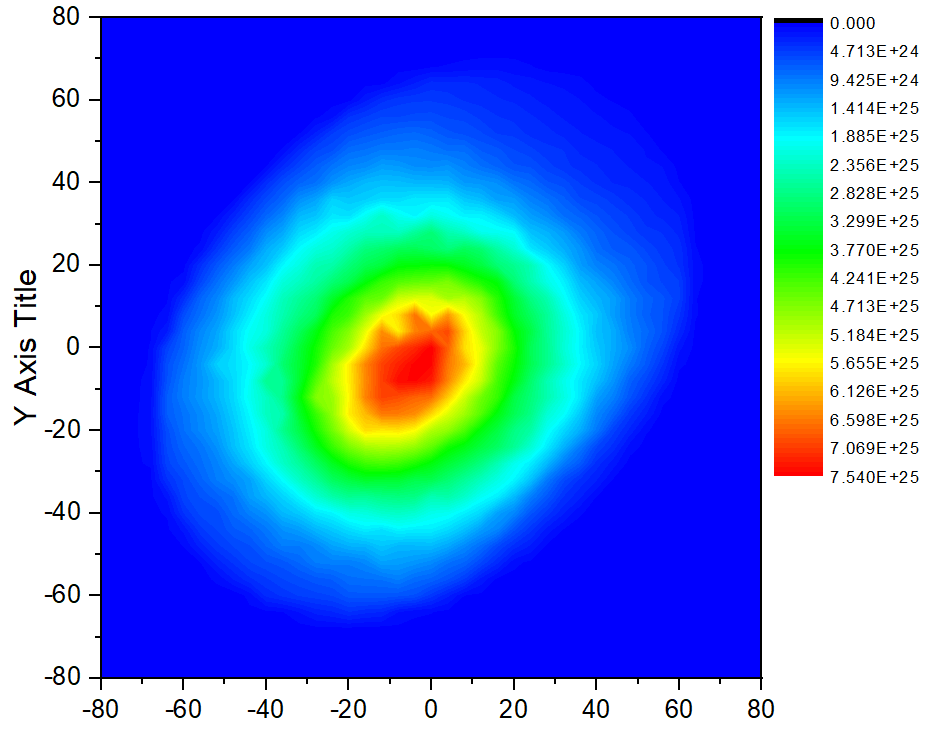 80
60
40
20
0
-20
-40
-60
-80
Y Axis Title
-80 -60 -40 -20 0 20 40 60 80
0.000
4.713E+24
9.425E+24
1.414E+25
1.885E+25
2.356E+25
2.828E+25
3.299E+25
3.770E+25
4.241E+25
4.713E+25
5.184E+25
5.655E+25
6.126E+25
6.598E+25
7.069E+25
7.540E+25